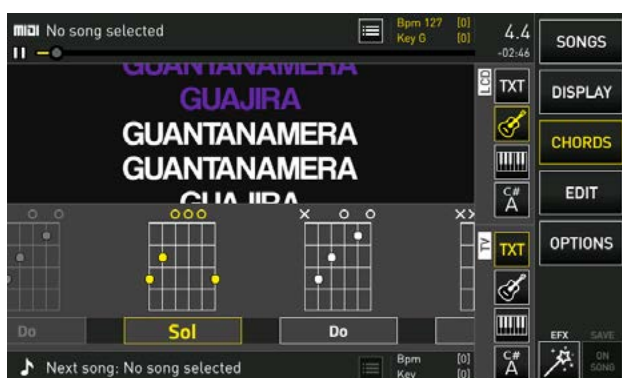 MIDI No song selected
Bpm 127 [0]
Key G [0]
4.4
-02:46
SONGS
GUANTANAMERA
GUAJIRA
GUANTANAMERA
GUANTANAMERA
GUAJIRA
LCD
TXT
C#
A
DISPLAY
CHORDS
EDIT
OPTIONS
TV
TXT
C#
A
O O
O O O
X O O
X X
Do
Sol
Do
Next song: No song selected
Bpm [0]
Key [0]
EFX
SAVE
ON
SONG